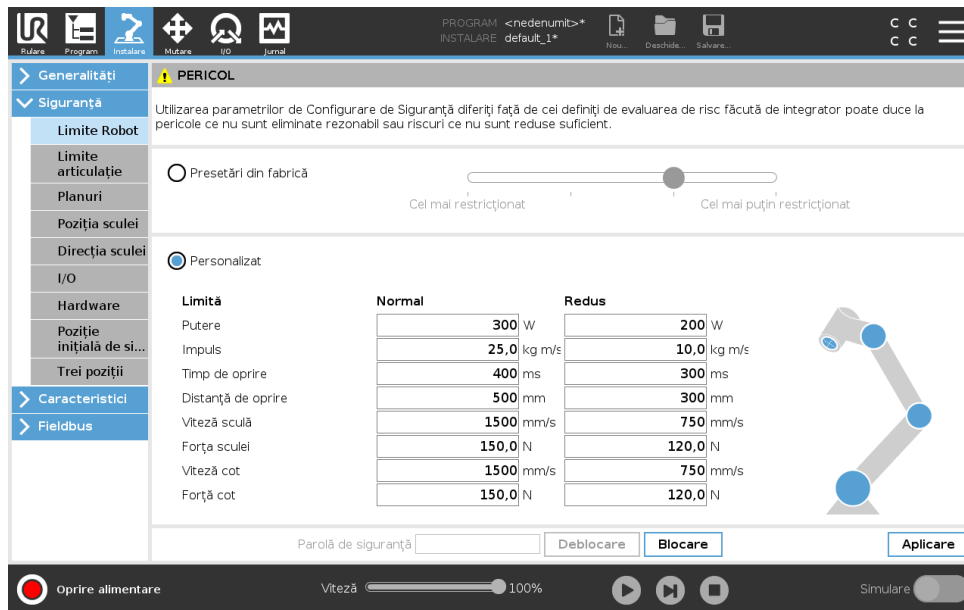 PROGRAM <nedenumit>*
INSTALARE default_1*
Rulare Program Instalare Mutare I/O Jurnal Nou... Deschide... Salvare...
C C
C C
Generalități
Siguranță
Limite Robot
Limite
articulație
Planuri
Poziția sculei
Direcția sculei
I/O
Hardware
Poziție
inițială de si...
Trei poziții
Caracteristici
Fieldbus
PERICOL
Utilizarea parametrilor de Configurare de Siguranță diferiți față de cei definiți de evaluarea de risc făcută de integrator poate duce la
pericole ce nu sunt eliminate rezonabil sau riscuri ce nu sunt reduse suficient.
Presetări din fabrică
Cel mai restricționat Cel mai puțin restricționat
Personalizat
Limită Normal Redus
Putere 300 W 200 W
Impuls 25,0 kg m/s 10,0 kg m/s
Timp de oprire 400 ms 300 ms
Distanță de oprire 500 mm 300 mm
Viteză sculă 1500 mm/s 750 mm/s
Forța sculei 150,0 N 120,0 N
Viteză cot 1500 mm/s 750 mm/s
Forță cot 150,0 N 120,0 N
Parolă de siguranță Deblocare Blocare Aplicare
Oprire alimentare Viteză 100% Simulare